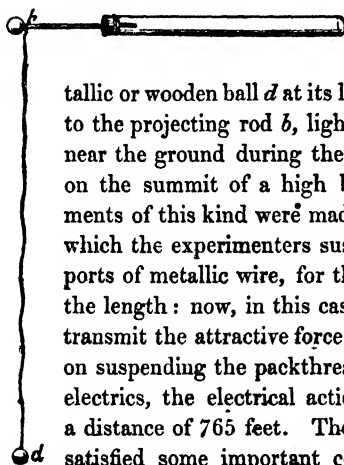 b
tallic or wooden ball d at its l
to the projecting rod b, ligh
near the ground during the
on the summit of a high
ments of this kind were mad
which the experimenters sus
ports of metallic wire, for th
the length : now, in this cas
transmit the attractive force
on suspending the packthrea
electrics, the electrical acti
a distance of 765 feet. The
d
satisfied some important c